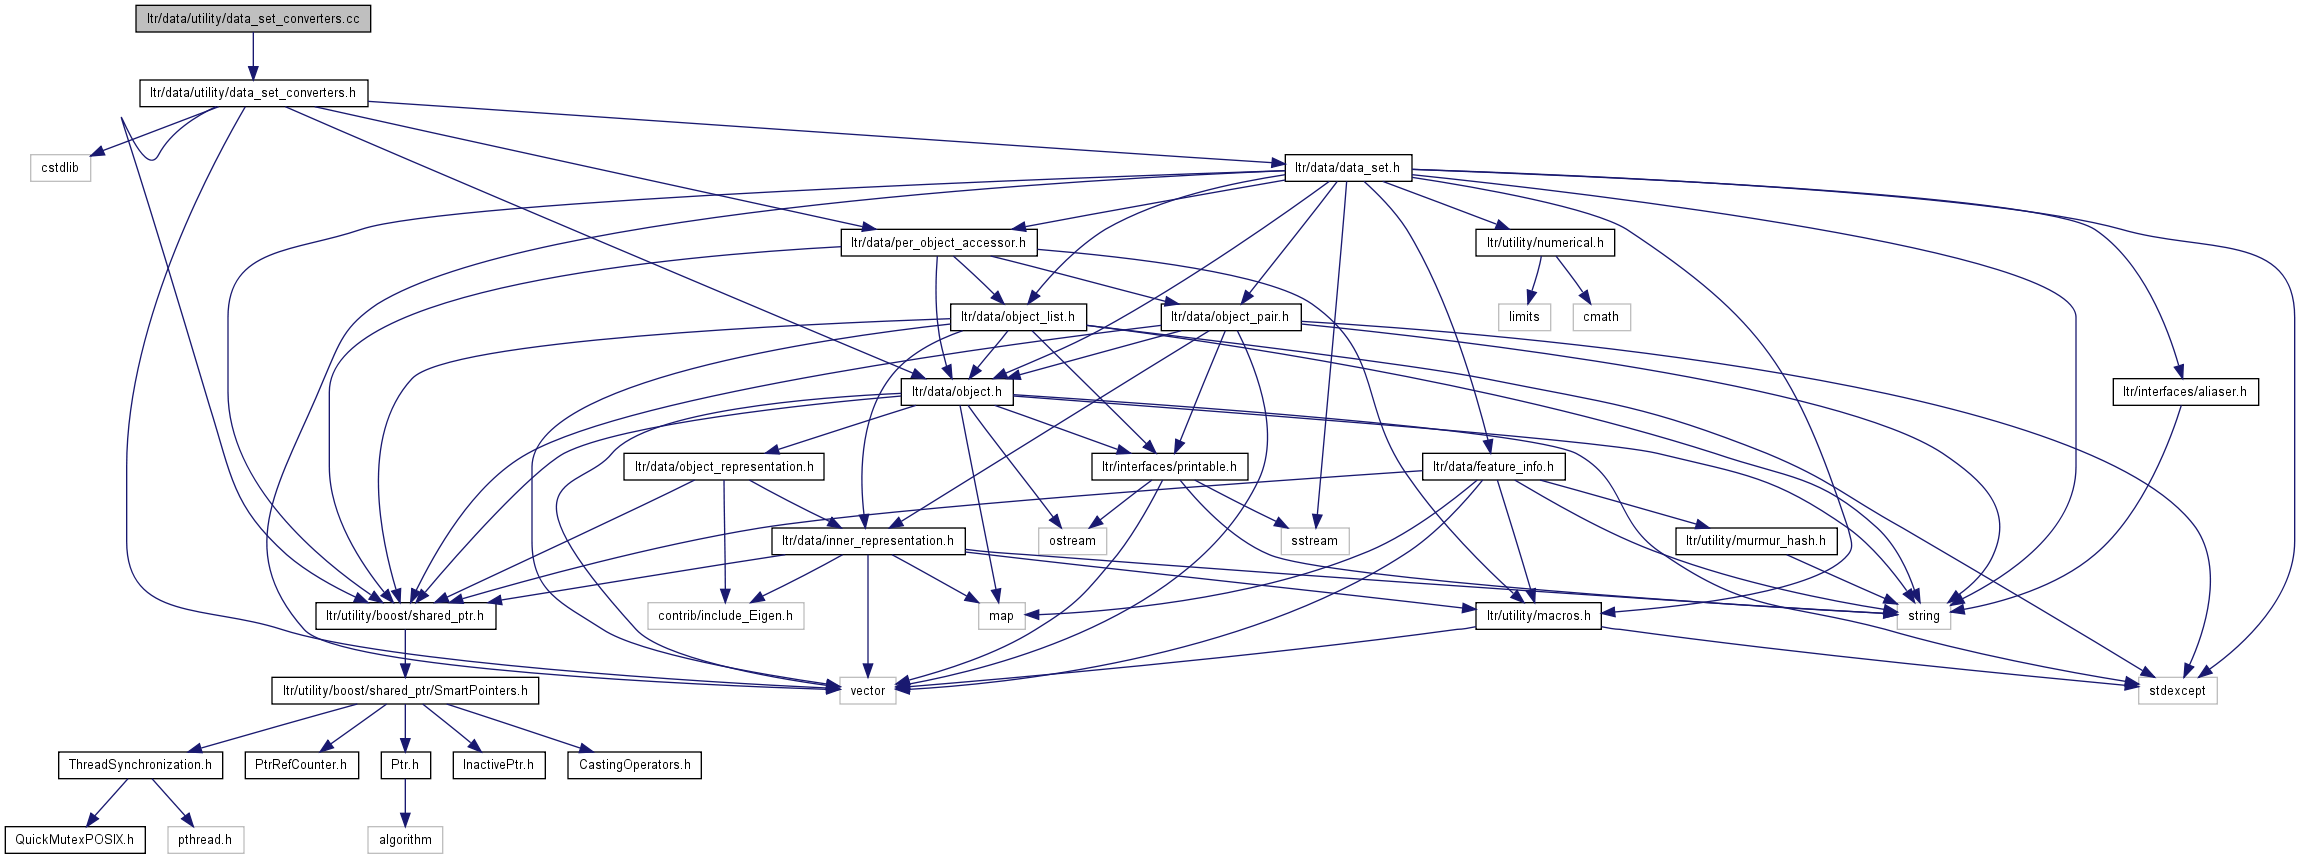 ltr/data/utility/data_set_converters.cc
ltr/data/utility/data_set_converters.h
cstdlib
ltr/data/data_set.h
ltr/data/per_object_accessor.h
ltr/utility/numerical.h
ltr/data/object_list.h
ltr/data/object_pair.h
limits
cmath
ltr/data/object.h
ltr/interfaces/aliaser.h
ltr/data/object_representation.h
ltr/interfaces/printable.h
ltr/data/feature_info.h
ltr/data/inner_representation.h
ostream
sstream
ltr/utility/murmur_hash.h
ltr/utility/boost/shared_ptr.h
contrib/include_Eigen.h
map
ltr/utility/macros.h
string
ltr/utility/boost/shared_ptr/SmartPointers.h
vector
stdexcept
ThreadSynchronization.h
PtrRefCounter.h
Ptr.h
InactivePtr.h
CastingOperators.h
QuickMutexPOSIX.h
pthread.h
algorithm